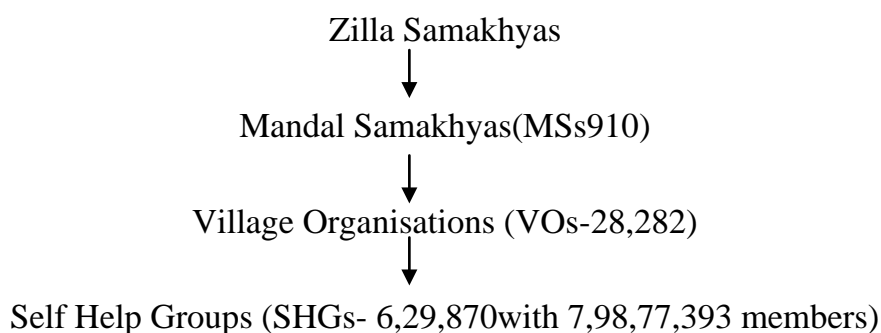 Zilla Samakhyas
Mandal Samakhyas(MSs910)
Village Organisations (VOs-28,282)
Self Help Groups (SHGs- 6,29,870with 7,98,77,393 members)